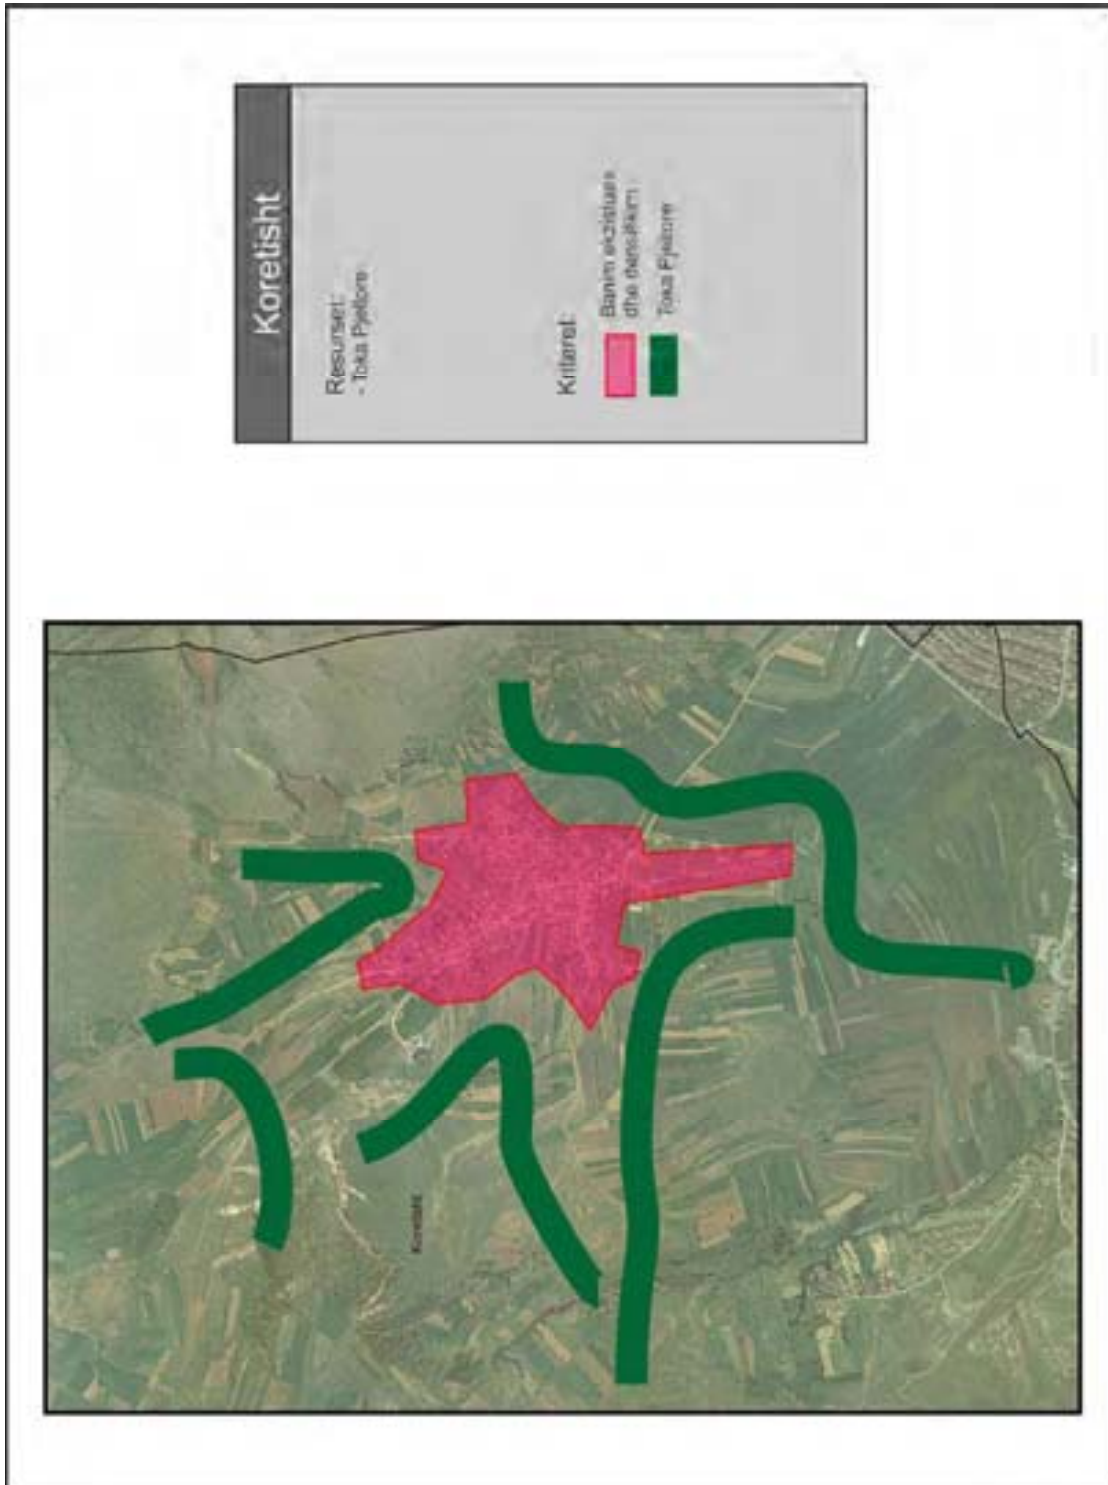 Koretisht
Resurset:
- Toka Pjellore
Kriteret:
Banim ekzistues
dhe densifikim
Toka Pjellore
Koretisht